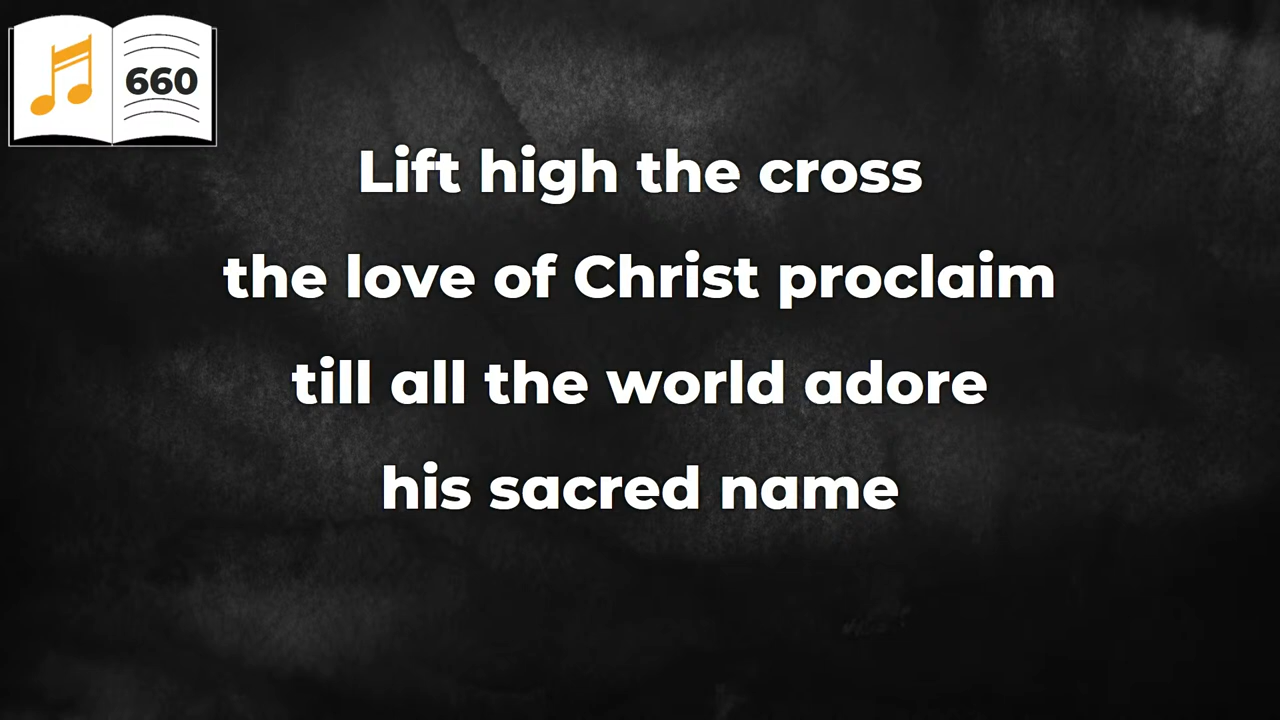 660
Lift high the cross
the love of Christ proclaim
till all the world adore
his sacred name